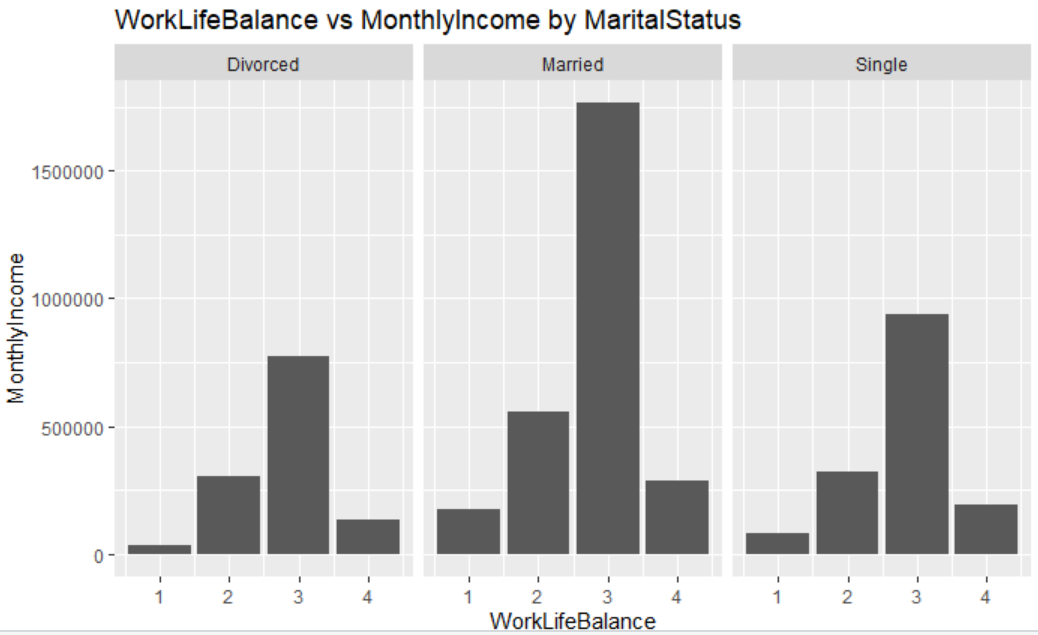 WorkLifeBalance vs MonthlyIncome by MaritalStatus
Divorced
Married
Single
MonthlyIncome
1500000
1000000
500000
0
1 2 3 4
1 2 3 4
1 2 3 4
WorkLifeBalance